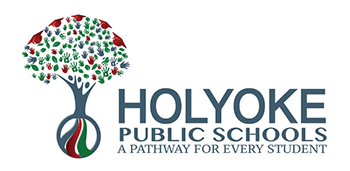 HOLYOKE
PUBLIC SCHOOLS
A PATHWAY FOR EVERY STUDENT